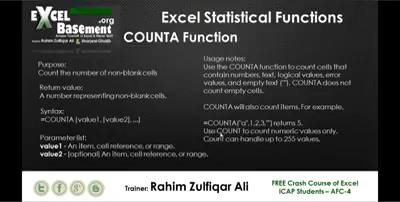 EXCEL
Basement
.org
Excel Statistical Functions
COUNTA Function
Purpose:
Count the number of non-blank cells
Return value:
A number representing non-blank cells.
Syntax:
=COUNTA (value1, [value2], ...)
Parameter list:
value1 - An item, cell reference, or range.
value2 - [optional] An item, cell reference, or range.
Usage notes:
Use the COUNTA function to count cells that
contain numbers, text, logical values, error
values, and empty text (""). COUNTA does not
count empty cells.
COUNTA will also count items. For example,
=COUNTA("a",1,2,3,"") returns 5.
Use COUNT to count numeric values only.
Count can handle up to 255 values.
Trainer: Rahim Zulfiqar Ali
FREE Crash Course of Excel
ICAP Students – AFC-4